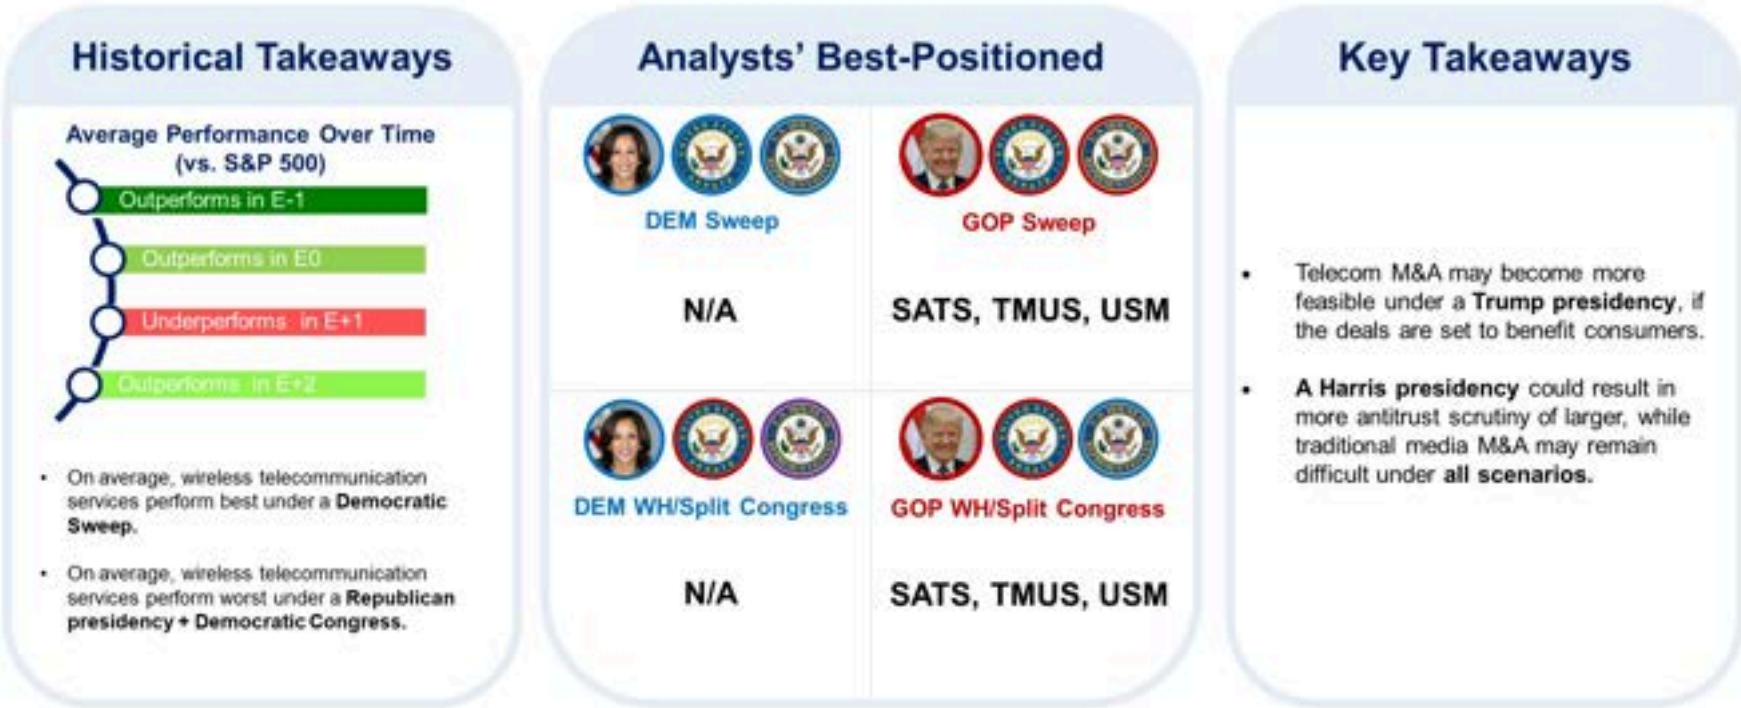 Historical Takeaways
Average Performance Over Time
(vs. S&P 500)
Outperforms in E-1
Outperforms in E0
Underperforms in E+1
Outperforms in E+2
• On average, wireless telecommunication
services perform best under a Democratic
Sweep.
• On average, wireless telecommunication
services perform worst under a Republican
presidency + Democratic Congress.
Analysts’ Best-Positioned
DEM Sweep
N/A
GOP Sweep
SATS, TMUS, USM
DEM WH/Split Congress
N/A
GOP WH/Split Congress
SATS, TMUS, USM
Key Takeaways
• Telecom M&A may become more
feasible under a Trump presidency, if
the deals are set to benefit consumers.
• A Harris presidency could result in
more antitrust scrutiny of larger, while
traditional media M&A may remain
difficult under all scenarios.